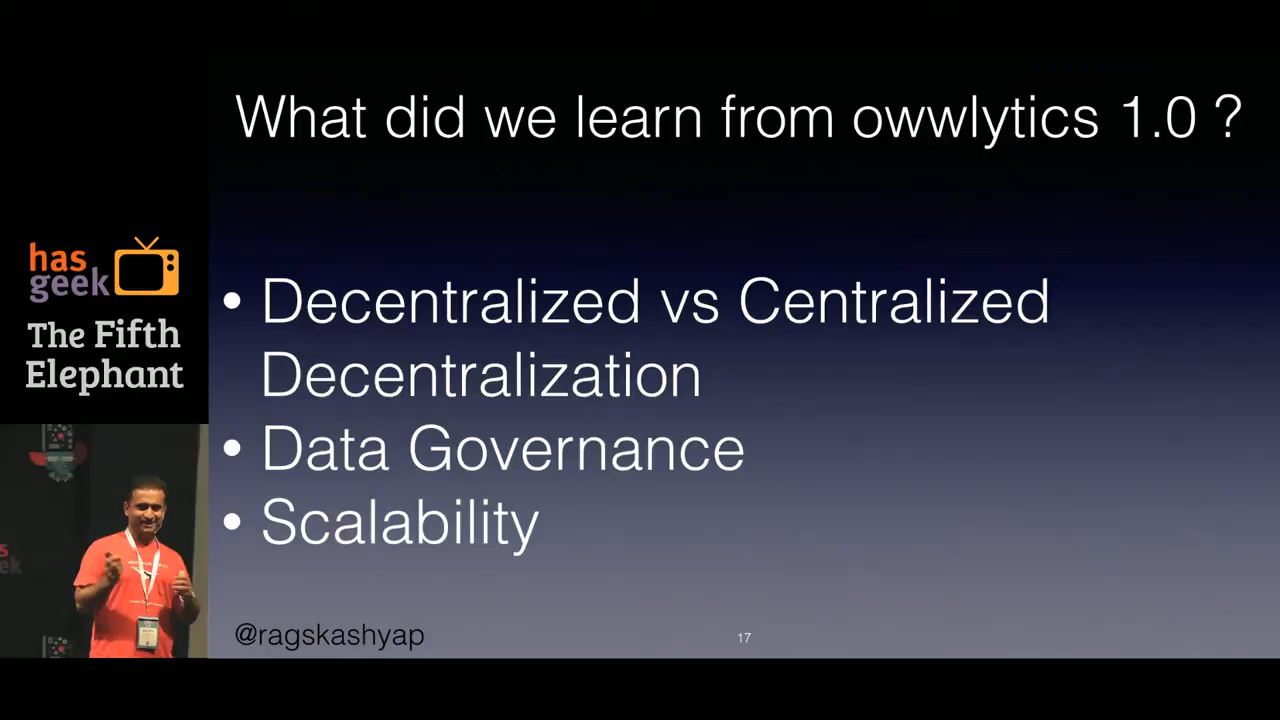 What did we learn from owwlytics 1.0 ?
has
geek
The Fifth
Elephant
• Decentralized vs Centralized
Decentralization
• Data Governance
• Scalability
@ragskashyap
17